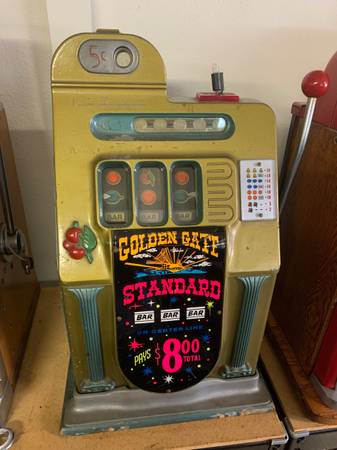 5¢
BAR BAR BAR
GOLDEN GATE
STANDARD
BAR BAR BAR
ON CENTER LINE
PAYS $8.00 TOTAL